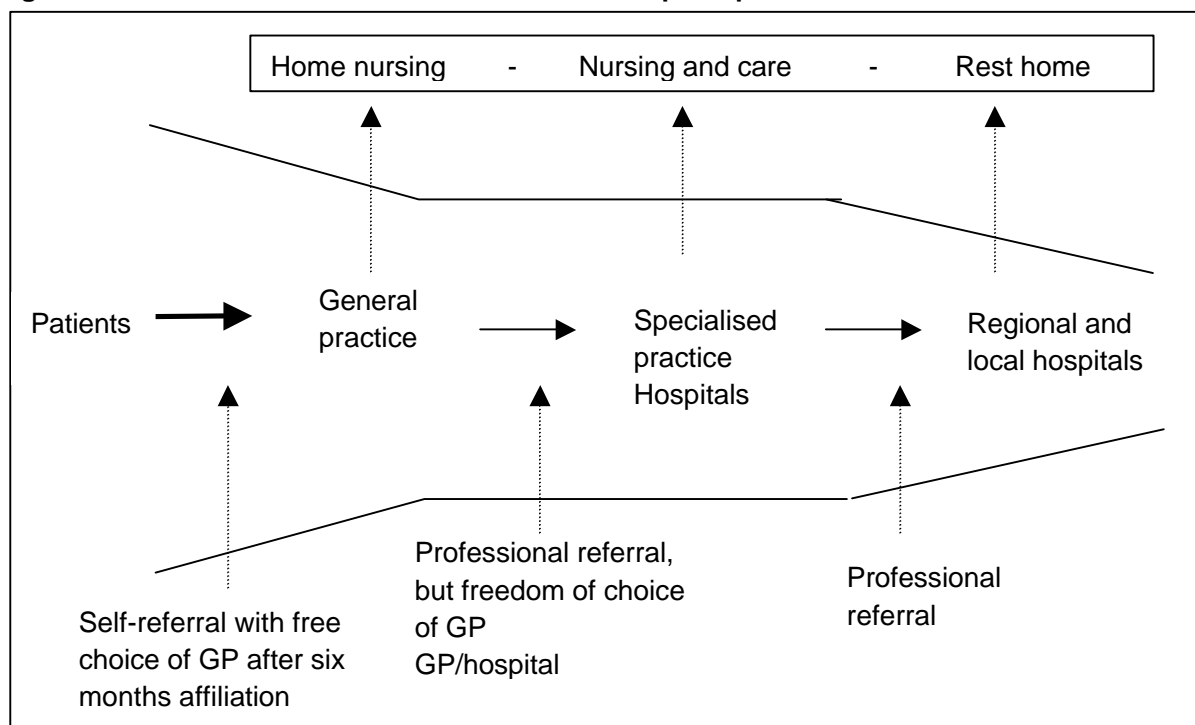 Home nursing - Nursing and care - Rest home
Patients
General
practice
Specialised
practice
Hospitals
Regional and
local hospitals
Self-referral with free
choice of GP after six
months affiliation
Professional referral,
but freedom of choice
of GP
GP/hospital
Professional
referral